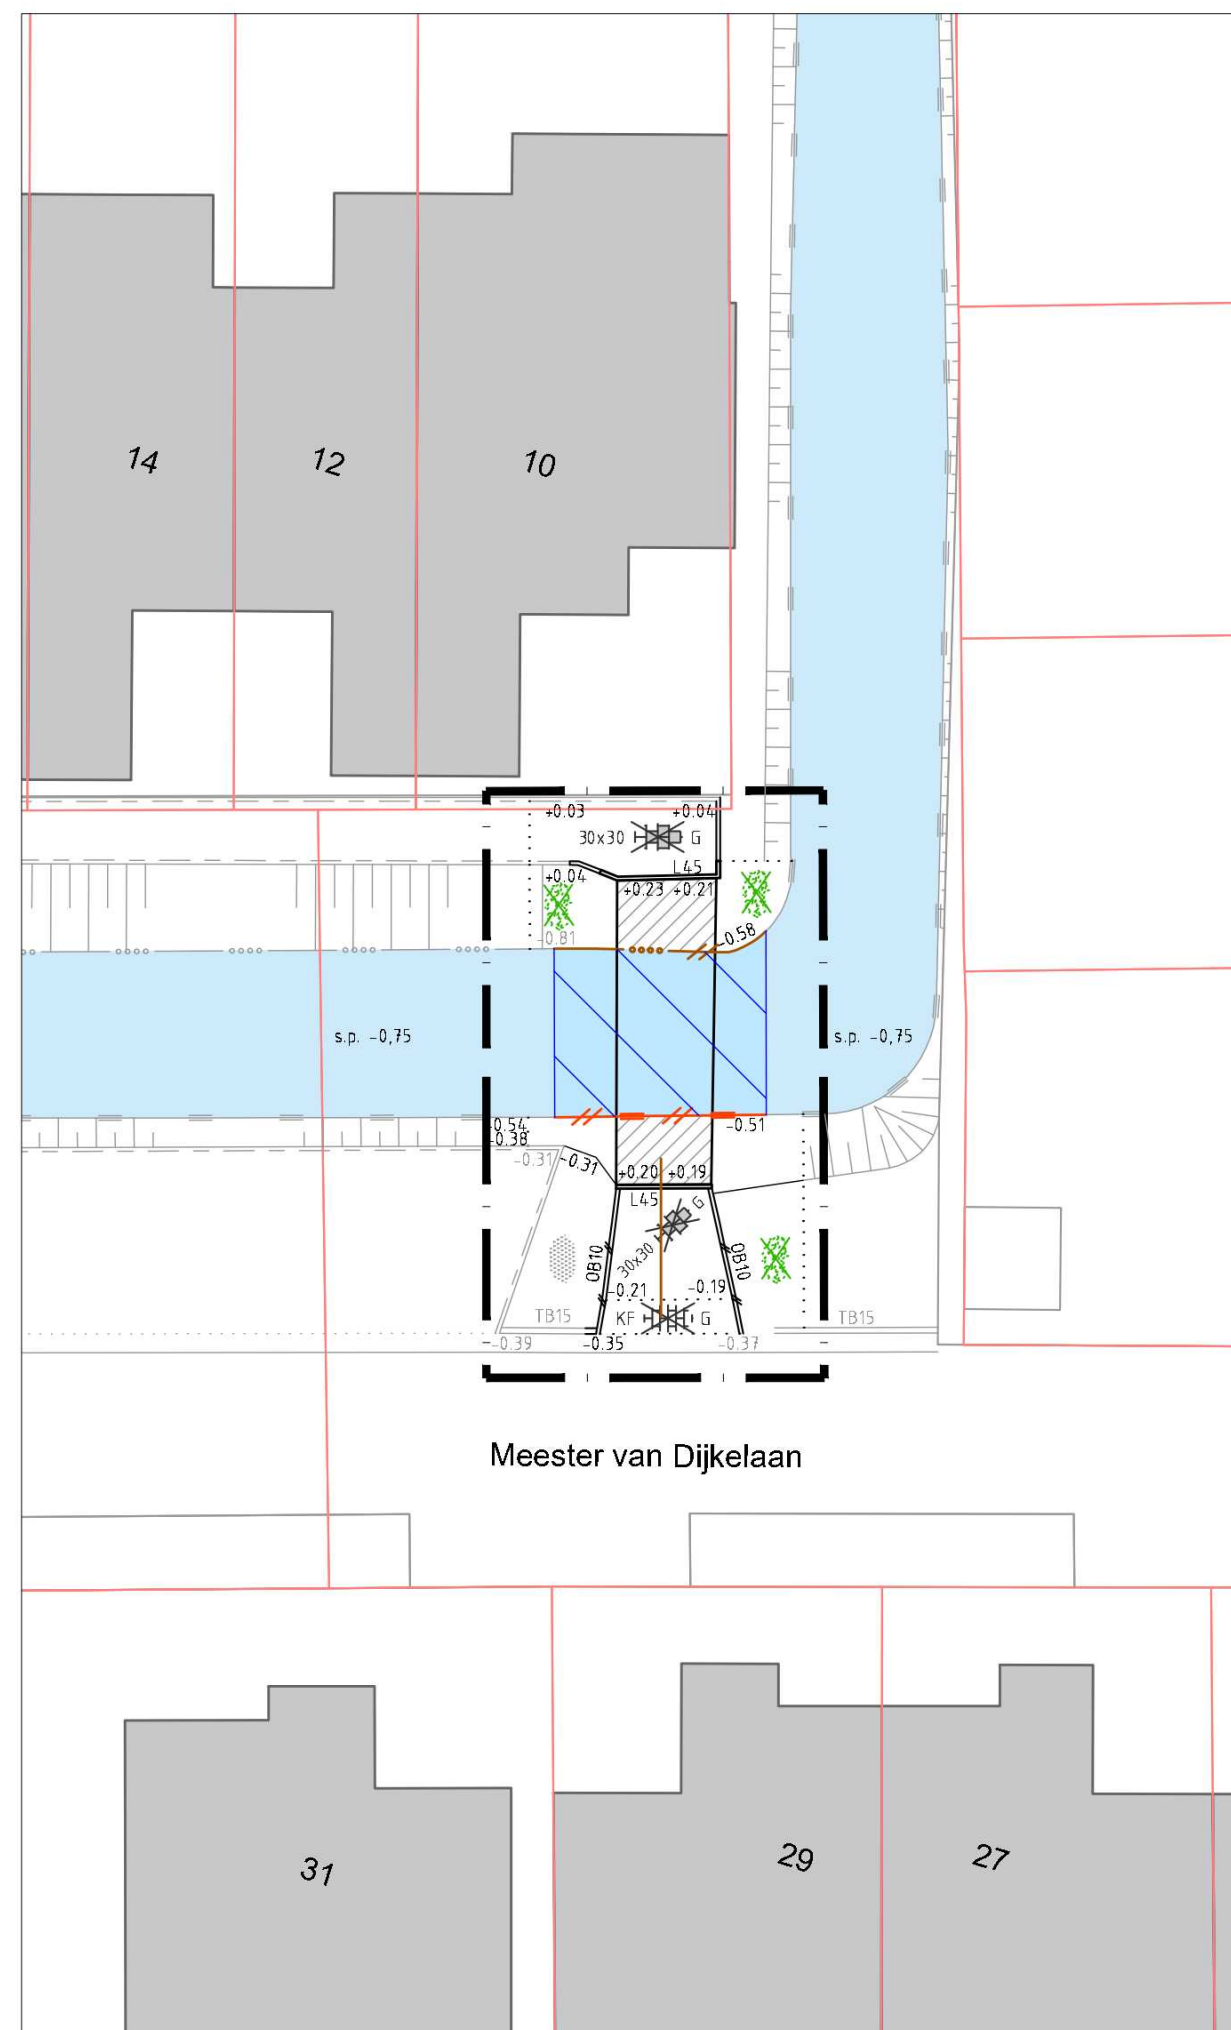 14
12
10
+0.03
+0.04
30x30
G
L45
+0.04
+0.23
+0.21
-0.81
-0.58
s.p. -0,75
s.p. -0,75
-0.54
-0.51
-0.38
-0.31
-0.31
+0.20
+0.19
L45
G
30x30
OB10
OB10
-0.21
-0.19
TB15
KF
G
TB15
-0.39
-0.35
-0.37
Meester van Dijkelaan
31
29
27